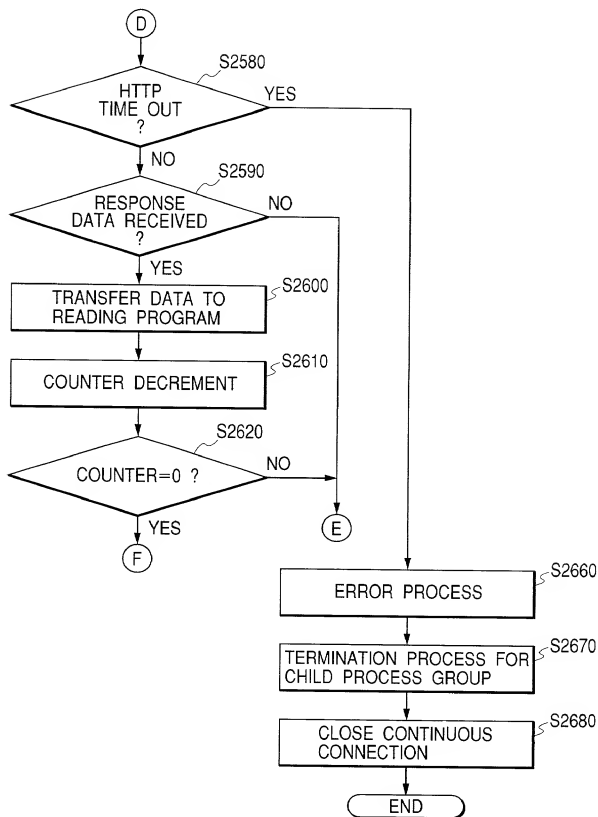 D
S2580
HTTP
TIME OUT
?
YES
NO
S2590
RESPONSE
DATA RECEIVED
?
NO
YES
S2600
TRANSFER DATA TO
READING PROGRAM
S2610
COUNTER DECREMENT
S2620
COUNTER=0 ?
NO
YES
E
F
S2660
ERROR PROCESS
S2670
TERMINATION PROCESS FOR
CHILD PROCESS GROUP
S2680
CLOSE CONTINUOUS
CONNECTION
END